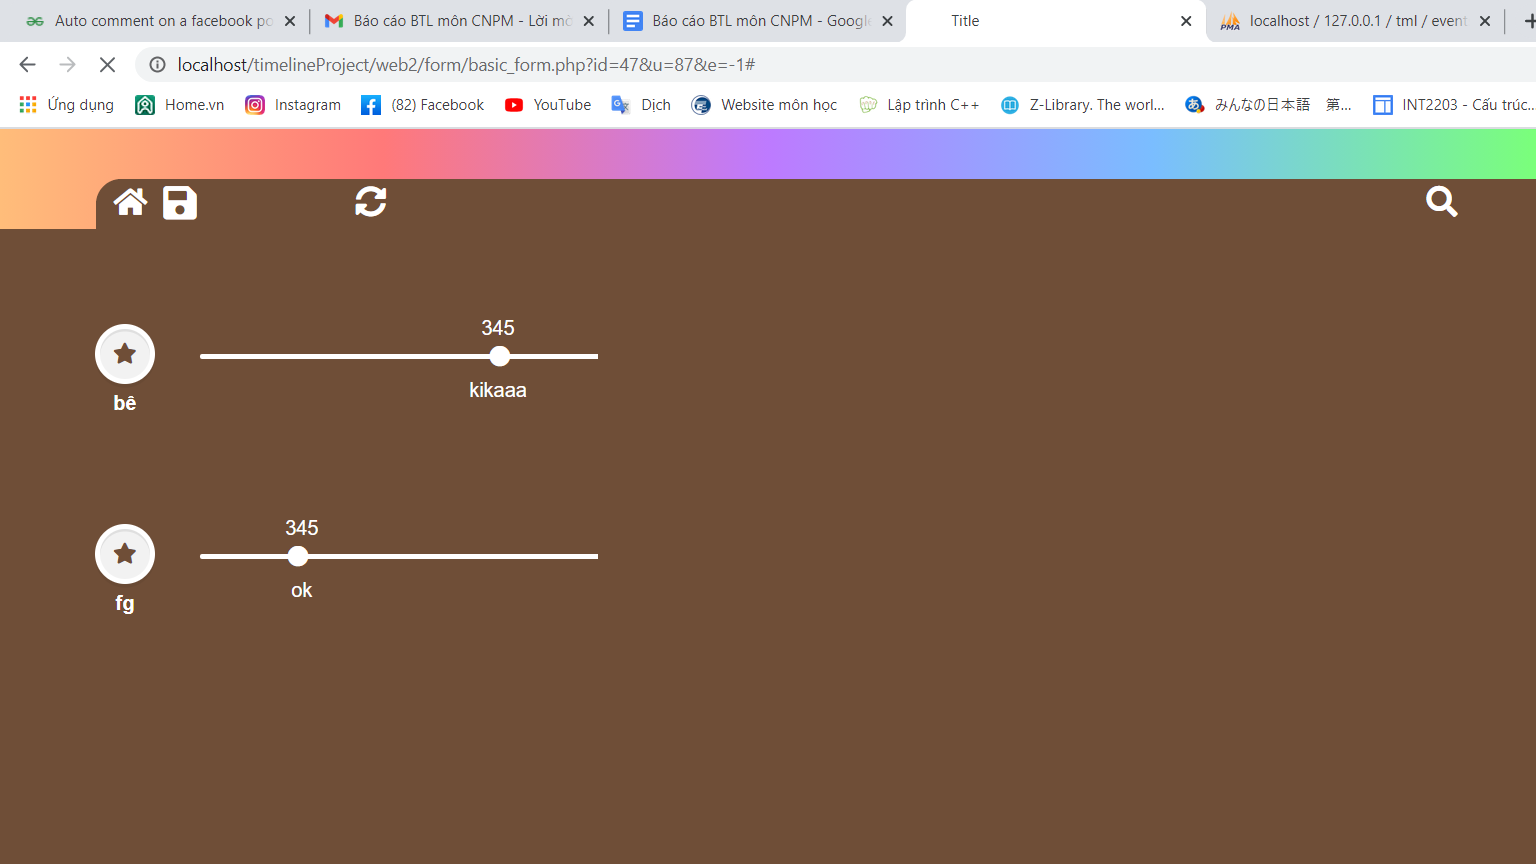 Auto comment on a facebook po
Báo cáo BTL môn CNPM - Lời mờ
Báo cáo BTL môn CNPM - Google
Title
PMA
localhost / 127.0.0.1 / tml / event
localhost/timelineProject/web2/form/basic_form.php?id=47&u=87&e=-1#
Ứng dụng
Home.vn
Instagram
(82) Facebook
YouTube
Dịch
Website môn học
Lập trình C++
Z-Library. The worl...
あ
みんなの日本語 第...
INT2203 - Cấu trúc...
345
kikaaa
bê
345
ok
fg